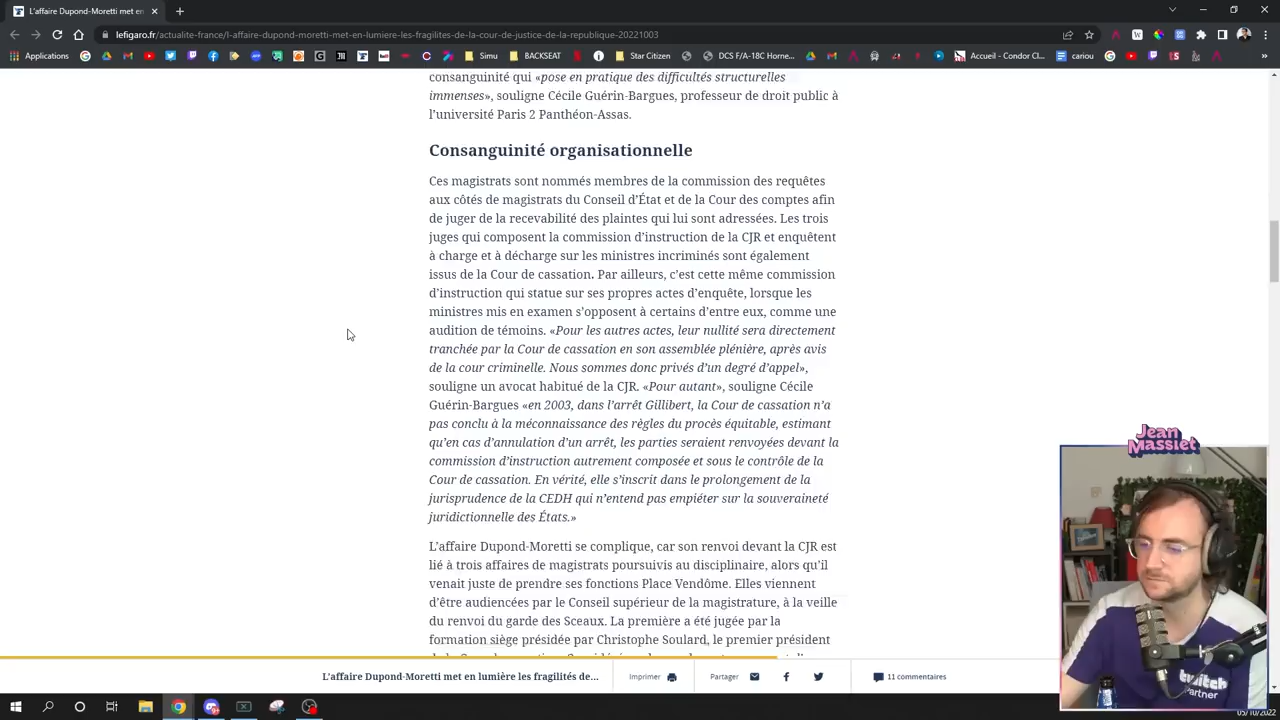 L'affaire Dupond-Moretti met en
lefigaro.fr/actualite-france/l-affaire-dupond-moretti-met-en-lumiere-les-fragilites-de-la-cour-de-justice-de-la-republique-20221003
Applications
Simu
BACKSEAT
Star Citizen
DCS F/A-18C Horne...
Accueil - Condor Cl...
cariou
consanguinité qui «pose en pratique des difficultés structurelles
immenses», souligne Cécile Guérin-Bargues, professeur de droit public à
l'université Paris 2 Panthéon-Assas.
Consanguinité organisationnelle
Ces magistrats sont nommés membres de la commission des requêtes
aux côtés de magistrats du Conseil d'État et de la Cour des comptes afin
de juger de la recevabilité des plaintes qui lui sont adressées. Les trois
juges qui composent la commission d'instruction de la CJR et enquêtent
à charge et à décharge sur les ministres incriminés sont également
issus de la Cour de cassation. Par ailleurs, c'est cette même commission
d'instruction qui statue sur ses propres actes d'enquête, lorsque les
ministres mis en examen s'opposent à certains d'entre eux, comme une
audition de témoins. «Pour les autres actes, leur nullité sera directement
tranchée par la Cour de cassation en son assemblée plénière, après avis
de la cour criminelle. Nous sommes donc privés d'un degré d'appel»,
souligne un avocat habitué de la CJR. «Pour autant», souligne Cécile
Guérin-Bargues «en 2003, dans l'arrêt Gillibert, la Cour de cassation n'a
pas conclu à la méconnaissance des règles du procès équitable, estimant
qu'en cas d'annulation d'un arrêt, les parties seraient renvoyées devant la
commission d'instruction autrement composée et sous le contrôle de la
Cour de cassation. En vérité, elle s'inscrit dans le prolongement de la
jurisprudence de la CEDH qui n'entend pas empiéter sur la souveraineté
juridictionnelle des États.»
L'affaire Dupond-Moretti se complique, car son renvoi devant la CJR est
lié à trois affaires de magistrats poursuivis au disciplinaire, alors qu'il
venait juste de prendre ses fonctions Place Vendôme. Elles viennent
d'être audiencées par le Conseil supérieur de la magistrature, à la veille
du renvoi du garde des Sceaux. La première a été jugée par la
formation siège présidée par Christophe Soulard, le premier président
L'affaire Dupond-Moretti met en lumière les fragilités de...
Imprimer
Partager
11 commentaires
Jean
Massiet
twitch
Partner
05/10/2022